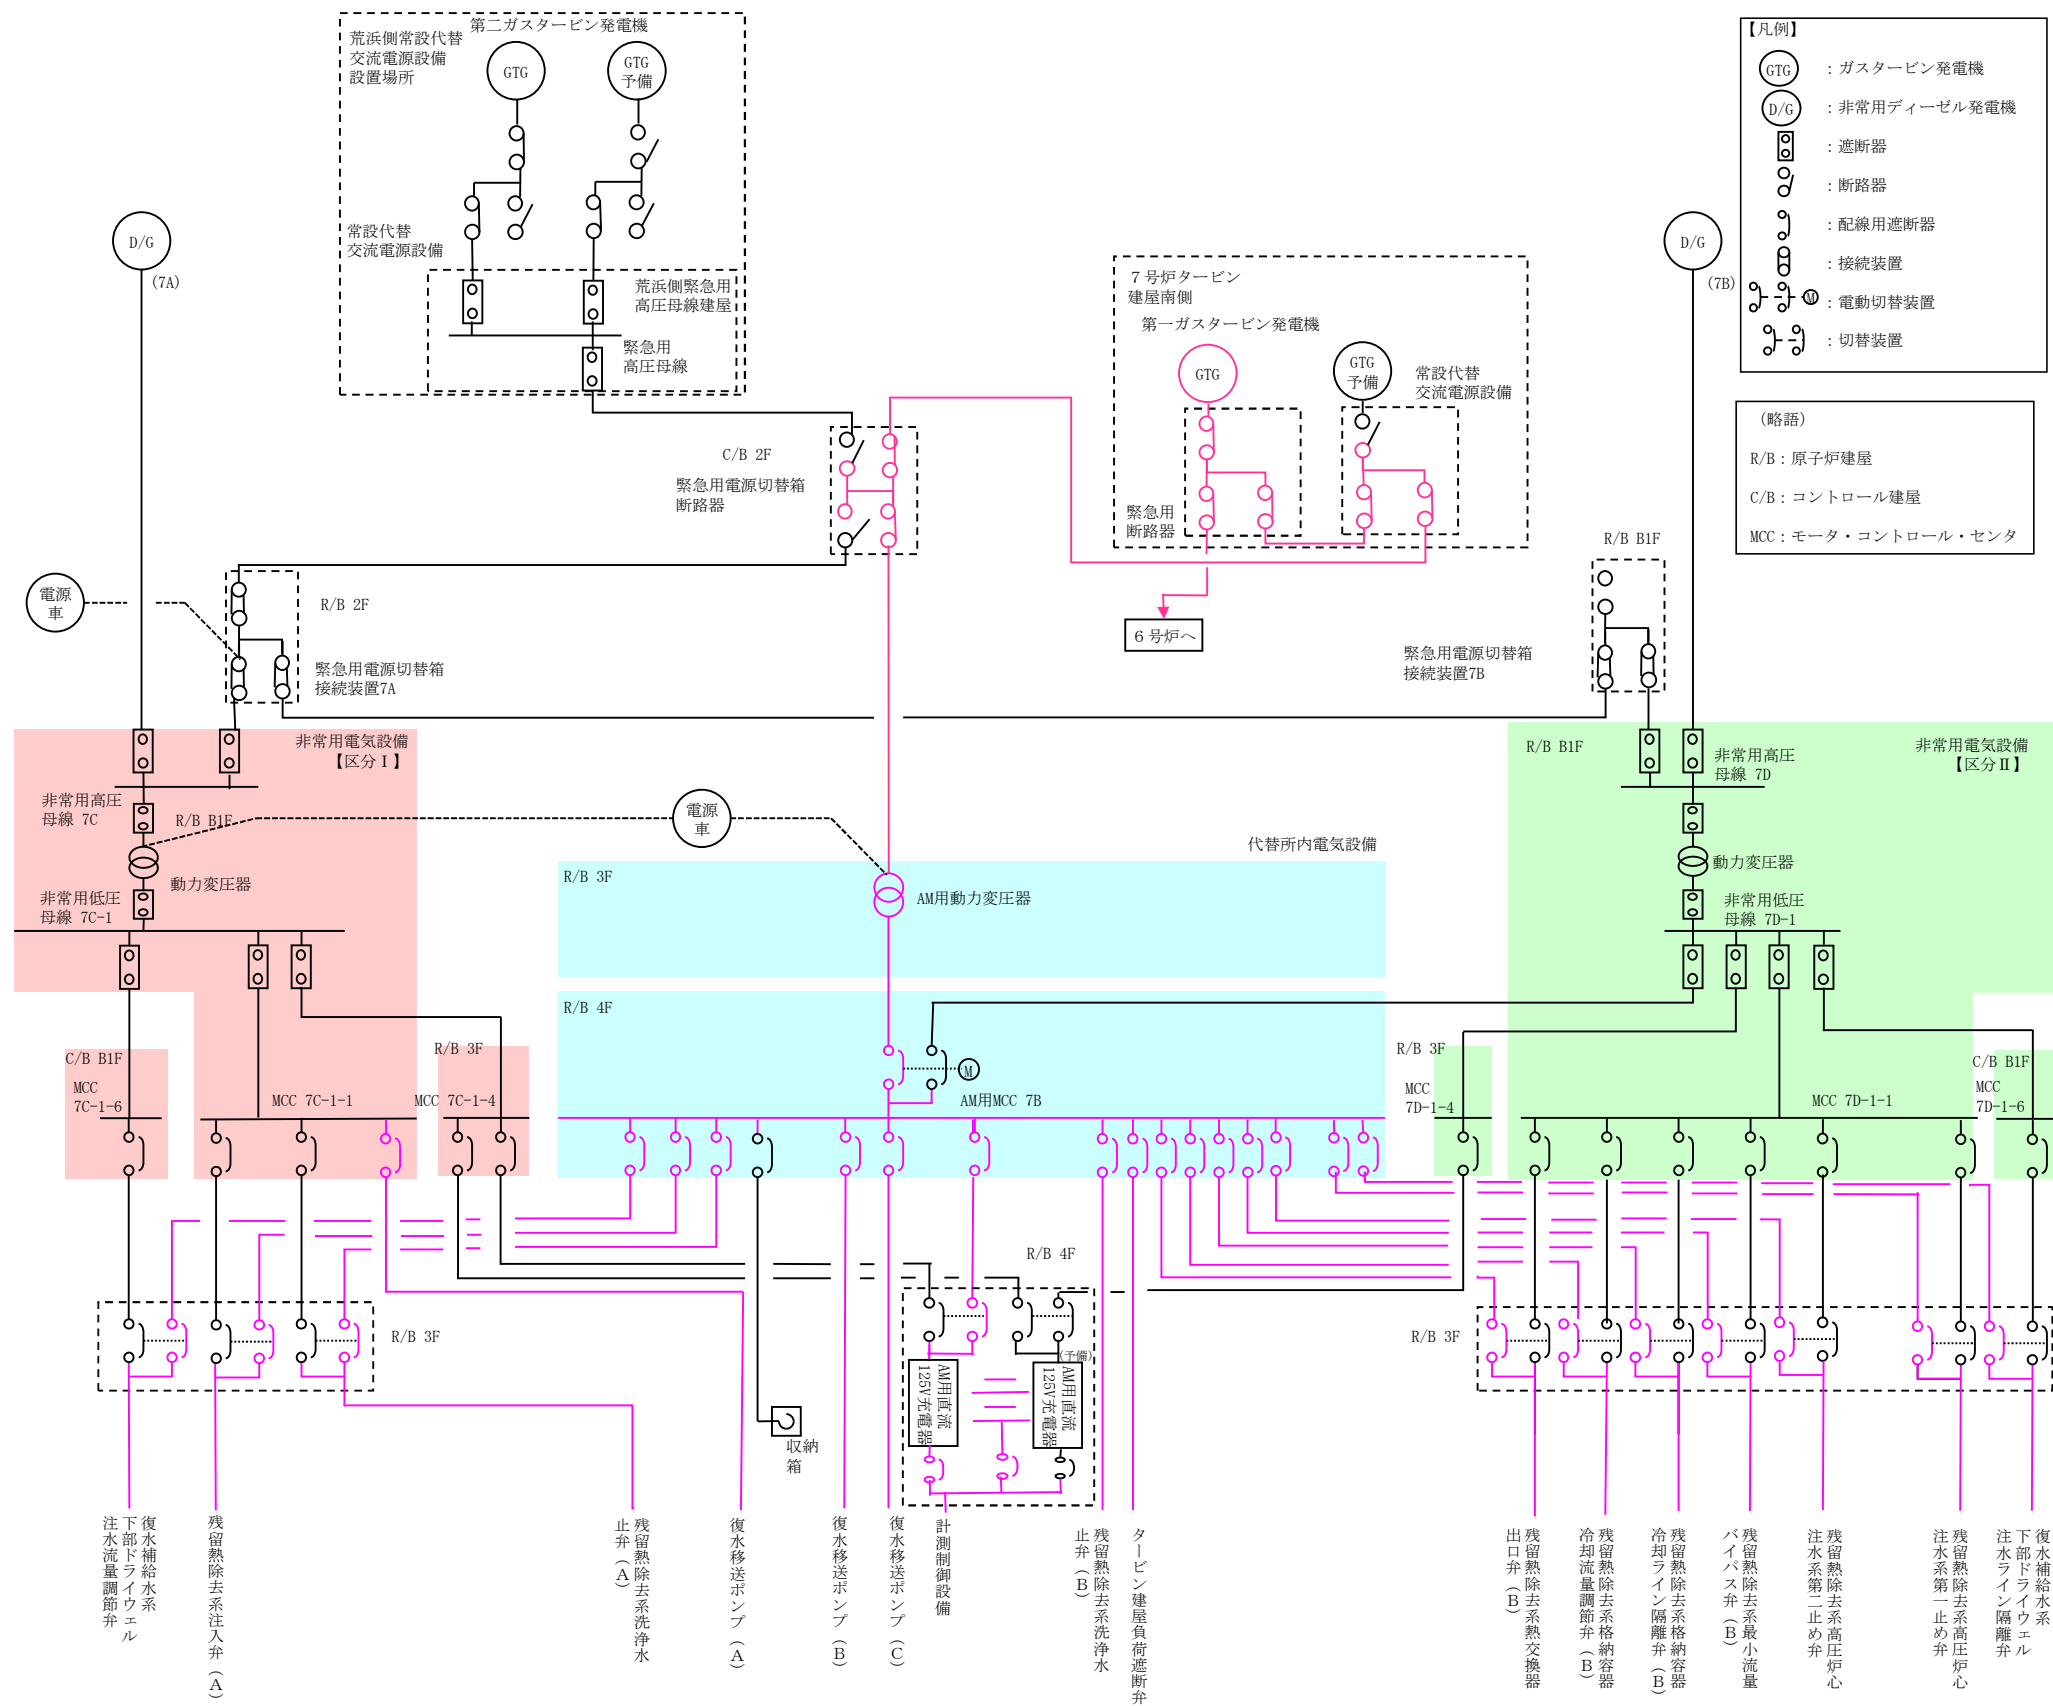 第二ガスタービン発電機
荒浜側常設代替
交流電源設備
設置場所
GTG
GTG
予備
常設代替
交流電源設備
荒浜側緊急用
高圧母線建屋
緊急用
高圧母線
【凡例】
GTG
：ガスタービン発電機
D/G
：非常用ディーゼル発電機
：遮断器
：断路器
：配線用遮断器
：接続装置
M
：電動切替装置
：切替装置
（略語）
R/B：原子炉建屋
C/B：コントロール建屋
MCC：モータ・コントロール・センタ
D/G
(7A)
D/G
(7B)
７号炉タービン
建屋南側
第一ガスタービン発電機
GTG
GTG
予備
常設代替
交流電源設備
緊急用
断路器
６号炉へ
C/B 2F
緊急用電源切替箱
断路器
電源
車
R/B 2F
緊急用電源切替箱
接続装置7A
R/B B1F
緊急用電源切替箱
接続装置7B
非常用電気設備
【区分Ⅰ】
非常用高圧
母線 7C
R/B B1F
動力変圧器
非常用低圧
母線 7C-1
電源
車
代替所内電気設備
R/B 3F
AM用動力変圧器
R/B 4F
M
AM用MCC 7B
R/B B1F
非常用高圧
母線 7D
非常用電気設備
【区分Ⅱ】
動力変圧器
非常用低圧
母線 7D-1
C/B B1F
MCC
7C-1-6
MCC 7C-1-1
R/B 3F
MCC 7C-1-4
R/B 3F
MCC
7D-1-4
MCC 7D-1-1
C/B B1F
MCC
7D-1-6
R/B 3F
R/B 4F
（予備）
AM用直流
125V充電器
AM用直流
125V充電器
収納
箱
R/B 3F
復水補給水系
下部ドライウェル
注水流量調節弁
残留熱除去系注入弁（A）
残留熱除去系洗浄水
止弁（A）
復水移送ポンプ（A）
復水移送ポンプ（B）
復水移送ポンプ（C）
計測制御設備
残留熱除去系洗浄水
止弁（B）
タービン建屋負荷遮断弁
残留熱除去系熱交換器
出口弁（B）
残留熱除去系格納容器
冷却流量調節弁（B）
残留熱除去系格納容器
冷却ライン隔離弁（B）
残留熱除去系最小流量
バイパス弁（B）
残留熱除去系高圧炉心
注水系第二止め弁
残留熱除去系高圧炉心
注水系第一止め弁
復水補給水系
下部ドライウェル
注水ライン隔離弁